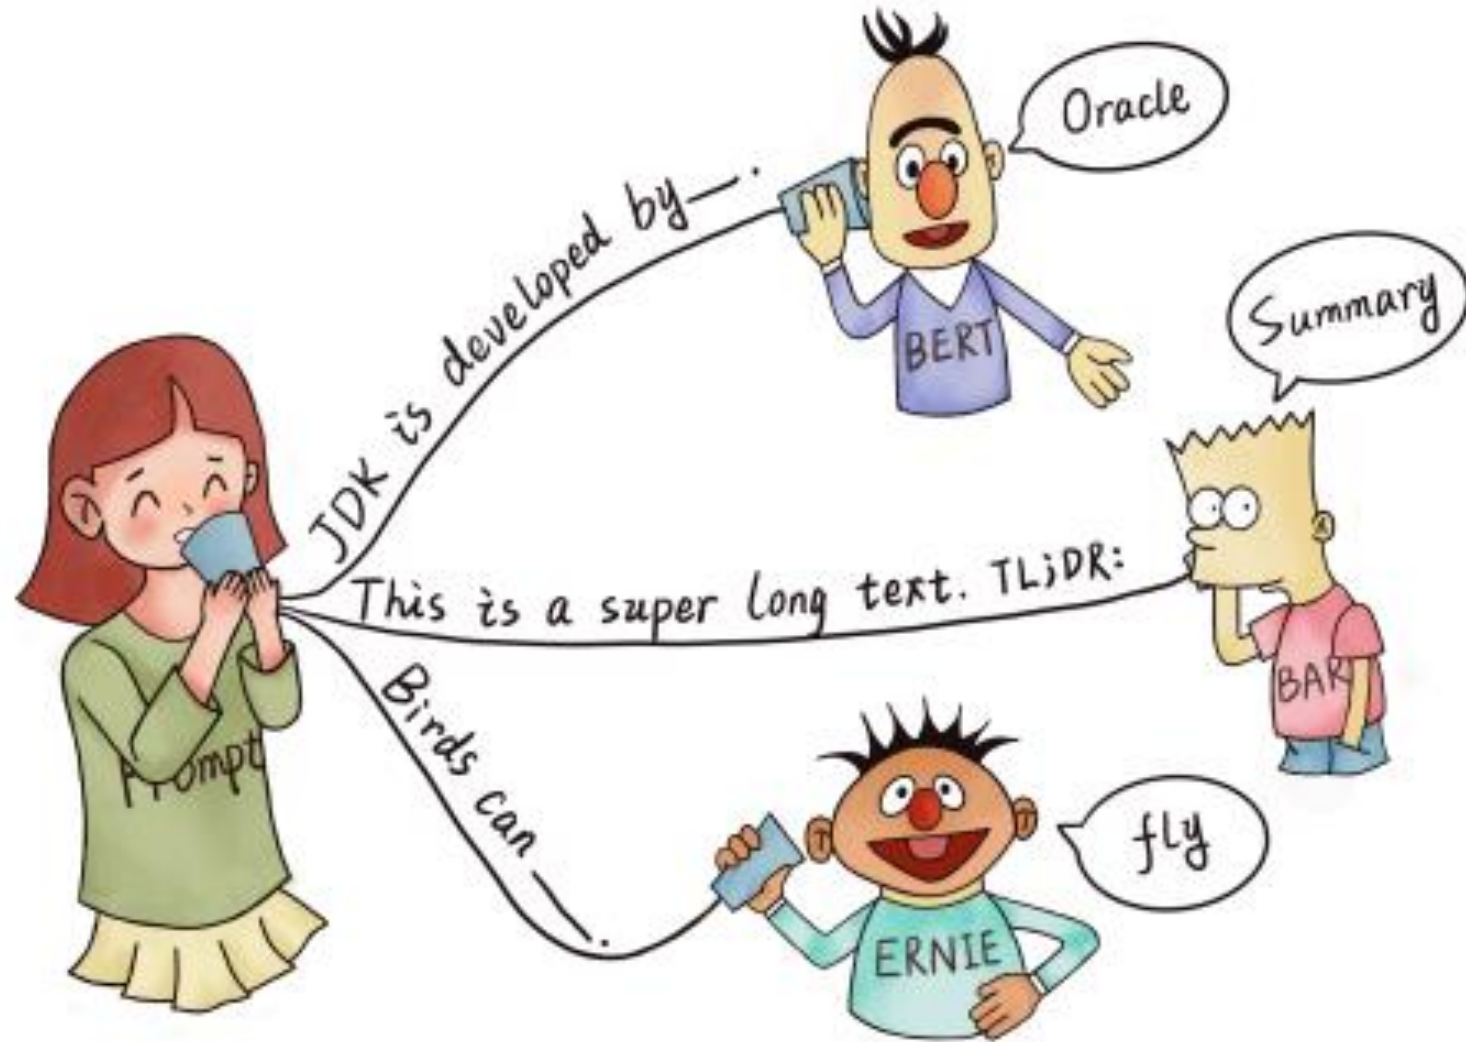 JDK is developed by —.
Oracle
BERT
This is a super long text. TL;DR:
Summary
BAR
Birds can —.
fly
ERNIE
Prompt